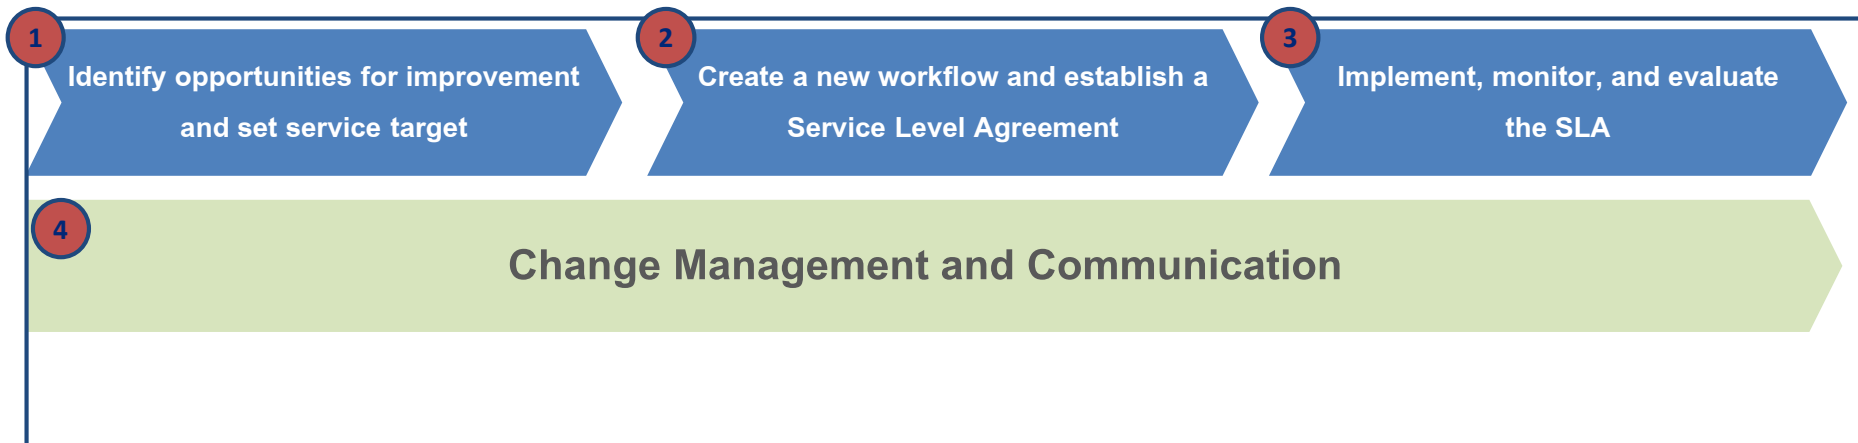 1
Identify opportunities for improvement
and set service target
2
Create a new workflow and establish a
Service Level Agreement
3
Implement, monitor, and evaluate
the SLA
4
Change Management and Communication